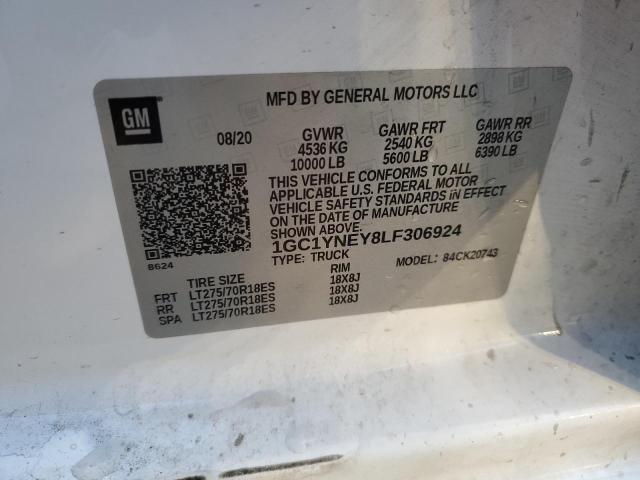 GM
MFD BY GENERAL MOTORS LLC
08/20 GVWR GAWR FRT GAWR RR
4536 KG 2540 KG 2898 KG
10000 LB 5600 LB 6390 LB
THIS VEHICLE CONFORMS TO ALL
APPLICABLE U.S. FEDERAL MOTOR
VEHICLE SAFETY STANDARDS IN EFFECT
ON THE DATE OF MANUFACTURE
SHOWN ABOVE.
1GC1YNEY8LF306924
8624 TYPE: TRUCK MODEL: 84CK20743
TIRE SIZE RIM
FRT LT275/70R18ES 18X8J
RR LT275/70R18ES 18X8J
SPA LT275/70R18ES 18X8J